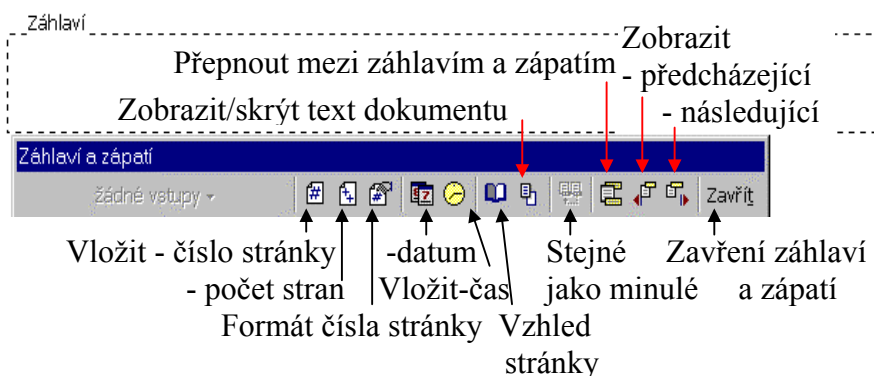 Záhlaví
Zobrazit
Přepnout mezi záhlavím a zápatím
- předcházející
Zobrazit/skrýt text dokumentu
- následující
Záhlaví a zápatí
žádné vstupy
Zavřít
Vložit - číslo stránky
-datum
Stejné
Zavření záhlaví
- počet stran
Vložit-čas
jako minulé
a zápatí
Formát čísla stránky
Vzhled
stránky